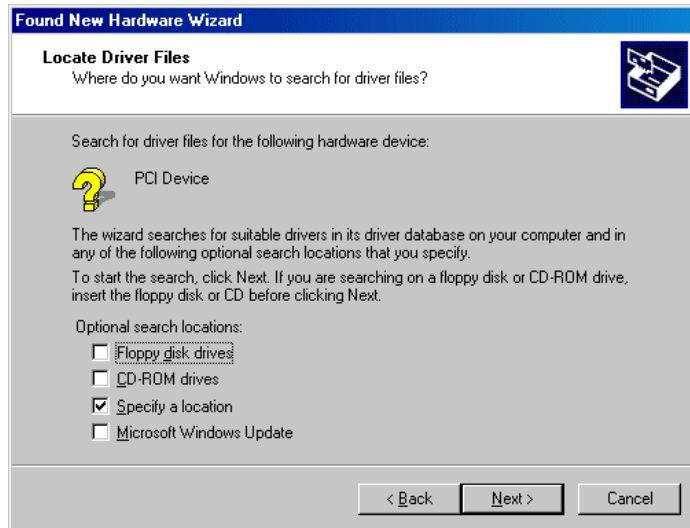 Found New Hardware Wizard
Locate Driver Files
Where do you want Windows to search for driver files?
Search for driver files for the following hardware device:
PCI Device
The wizard searches for suitable drivers in its driver database on your computer and in
any of the following optional search locations that you specify.
To start the search, click Next. If you are searching on a floppy disk or CD-ROM drive,
insert the floppy disk or CD before clicking Next.
Optional search locations:
Floppy disk drives
CD-ROM drives
Specify a location
Microsoft Windows Update
< Back Next > Cancel